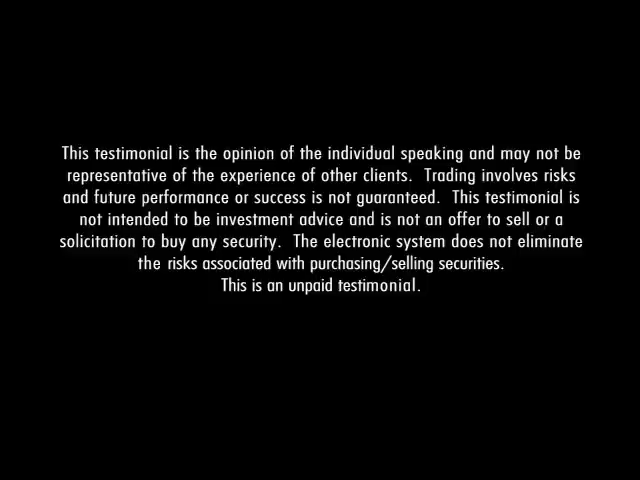 This testimonial is the opinion of the individual speaking and may not be
representative of the experience of other clients.  Trading involves risks
and future performance or success is not guaranteed.  This testimonial is
not intended to be investment advice and is not an offer to sell or a
solicitation to buy any security.  The electronic system does not eliminate
the risks associated with purchasing/selling securities.
This is an unpaid testimonial.